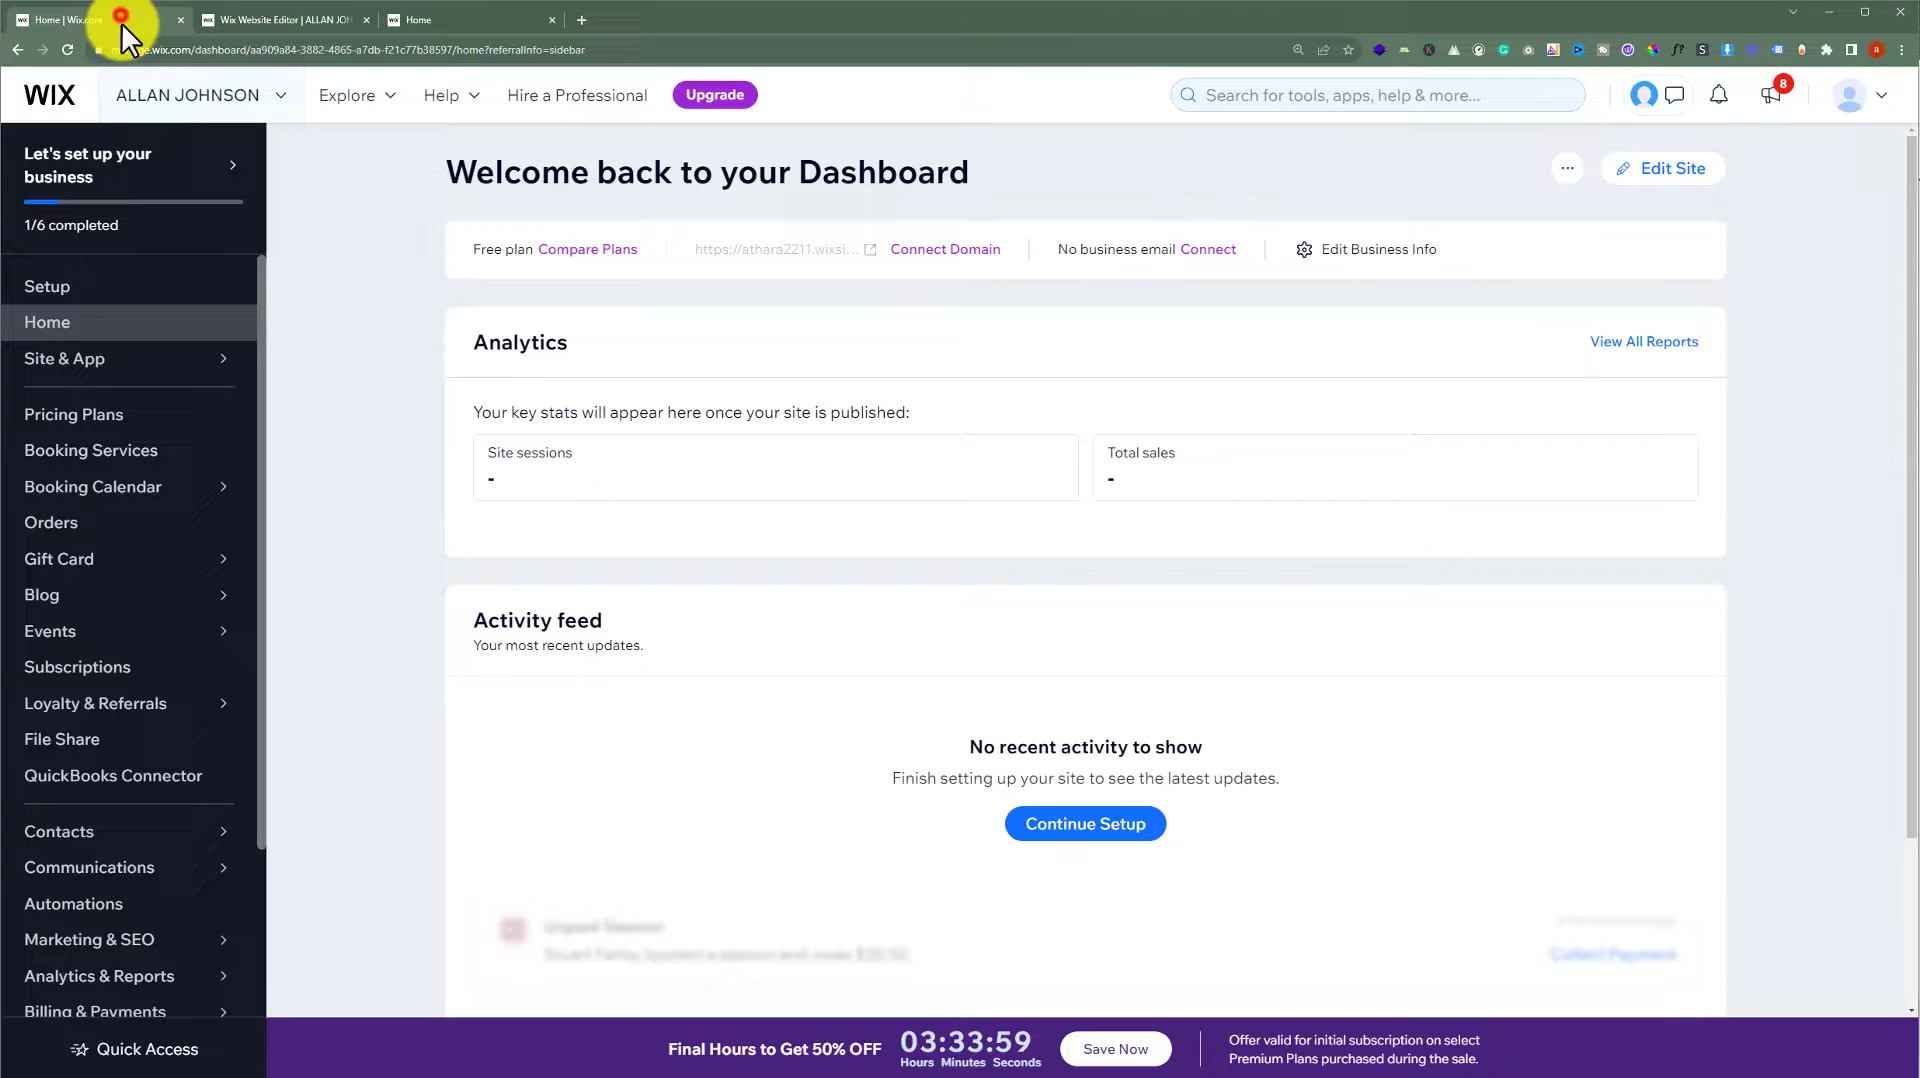 Home | Wix.com
Wix Website Editor | ALLAN JOH
Home
ge.wix.com/dashboard/aa909a84-3882-4865-a7db-f21c77b38597/home?referralInfo=sidebar
WIX
ALLAN JOHNSON
Explore
Help
Hire a Professional
Upgrade
Search for tools, apps, help & more...
8
Let's set up your
business
1/6 completed
Setup
Home
Site & App
Pricing Plans
Booking Services
Booking Calendar
Orders
Gift Card
Blog
Events
Subscriptions
Loyalty & Referrals
File Share
QuickBooks Connector
Contacts
Communications
Automations
Marketing & SEO
Analytics & Reports
Billing & Payments
Quick Access
Welcome back to your Dashboard
Edit Site
Free plan Compare Plans
https://athara2211.wixsi...
Connect Domain
No business email Connect
Edit Business Info
Analytics
View All Reports
Your key stats will appear here once your site is published:
Site sessions
-
Total sales
-
Activity feed
Your most recent updates.
No recent activity to show
Finish setting up your site to see the latest updates.
Continue Setup
Collect Payment
Final Hours to Get 50% OFF
03:33:59
Hours Minutes Seconds
Save Now
Offer valid for initial subscription on select
Premium Plans purchased during the sale.